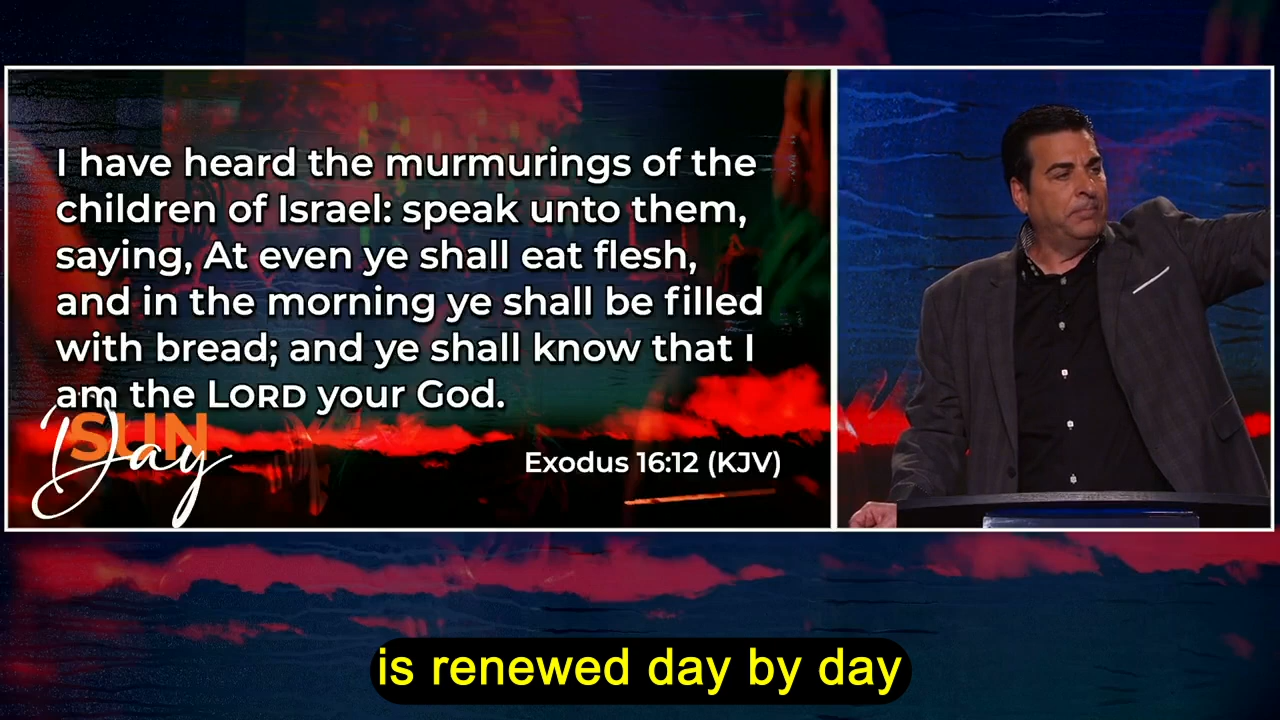 I have heard the murmurings of the
children of Israel: speak unto them,
saying, At even ye shall eat flesh,
and in the morning ye shall be filled
with bread; and ye shall know that I
am the LORD your God.
SUN
Day
Exodus 16:12 (KJV)
is renewed day by day